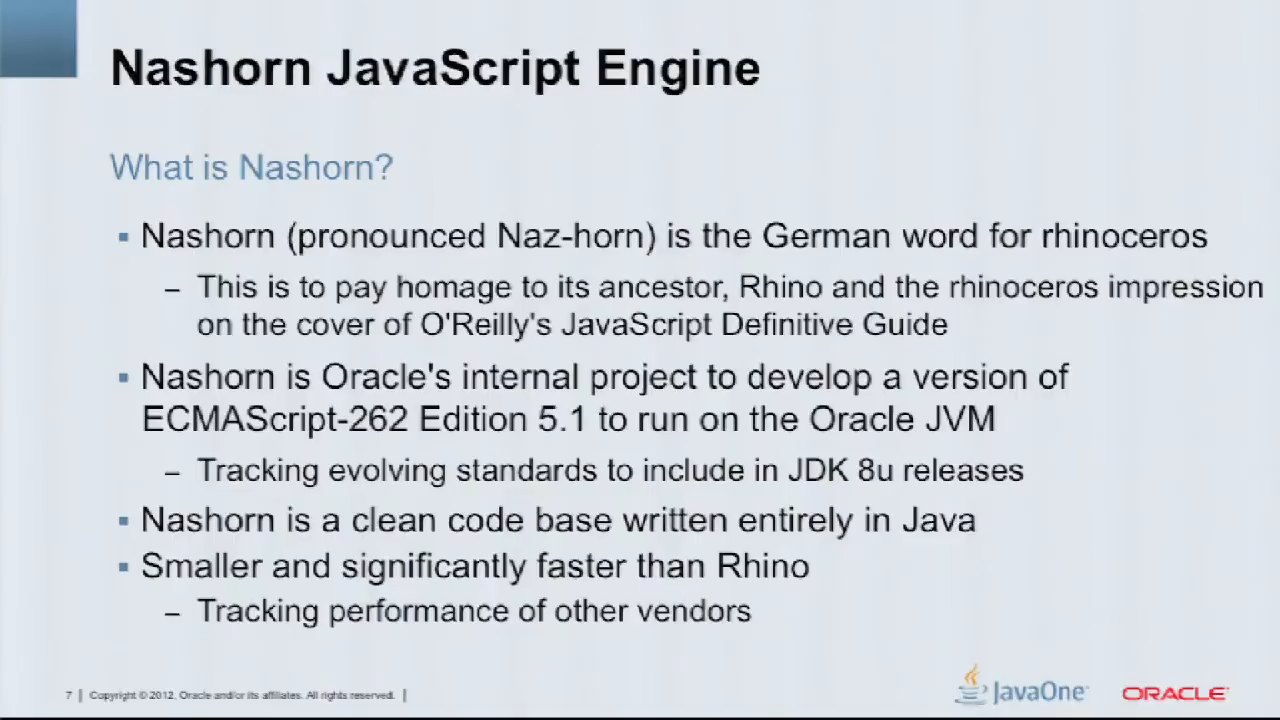 Nashorn JavaScript Engine
What is Nashorn?
▪ Nashorn (pronounced Naz-horn) is the German word for rhinoceros
– This is to pay homage to its ancestor, Rhino and the rhinoceros impression
on the cover of O'Reilly's JavaScript Definitive Guide
▪ Nashorn is Oracle's internal project to develop a version of
ECMAScript-262 Edition 5.1 to run on the Oracle JVM
– Tracking evolving standards to include in JDK 8u releases
▪ Nashorn is a clean code base written entirely in Java
▪ Smaller and significantly faster than Rhino
– Tracking performance of other vendors
7 | Copyright © 2012, Oracle and/or its affiliates. All rights reserved. |
JavaOne™ ORACLE®